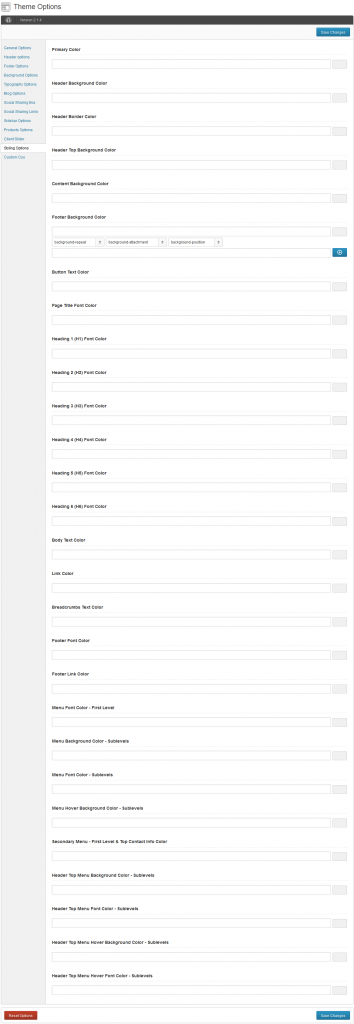 Theme Options
Version 2.1.4
Save Changes
General Options
Header options
Footer Options
Background Options
Typography Options
Blog Options
Social Sharing Box
Social Sharing Links
Sidebar Options
Products Options
Client Slider
Styling Options
Custom Css
Primary Color
Header Background Color
Header Border Color
Header Top Background Color
Content Background Color
Footer Background Color
background-repeat
background-attachment
background-position
Button Text Color
Page Title Font Color
Heading 1 (H1) Font Color
Heading 2 (H2) Font Color
Heading 3 (H3) Font Color
Heading 4 (H4) Font Color
Heading 5 (H5) Font Color
Heading 6 (H6) Font Color
Body Text Color
Link Color
Breadcrumbs Text Color
Footer Font Color
Footer Link Color
Menu Font Color - First Level
Menu Background Color - Sublevels
Menu Font Color - Sublevels
Menu Hover Background Color - Sublevels
Secondary Menu - First Level & Top Contact Info Color
Header Top Menu Background Color - Sublevels
Header Top Menu Font Color - Sublevels
Header Top Menu Hover Background Color - Sublevels
Header Top Menu Hover Font Color - Sublevels
Reset Options
Save Changes